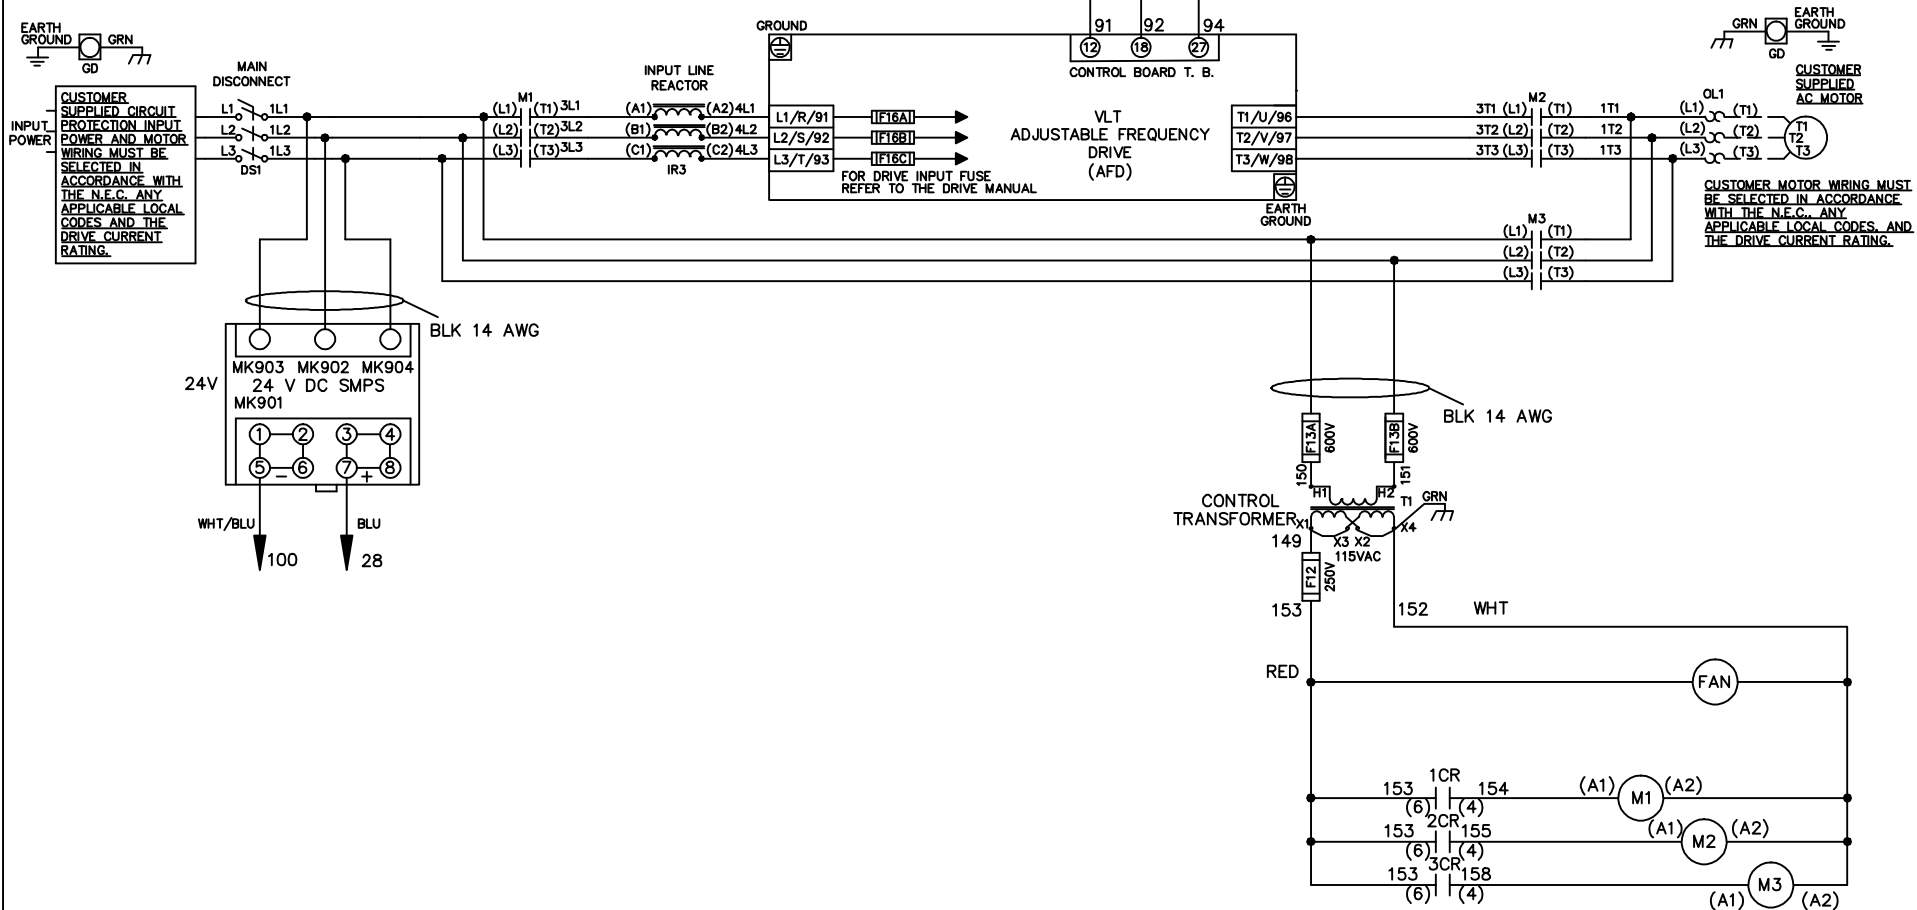 EARTH
GROUND
GRN
GD
INPUT
POWER
CUSTOMER
SUPPLIED CIRCUIT
PROTECTION INPUT
POWER AND MOTOR
WIRING MUST BE
SELECTED IN
ACCORDANCE WITH
THE N.E.C. ANY
APPLICABLE LOCAL
CODES AND THE
DRIVE CURRENT
RATING.
MAIN
DISCONNECT
L1 1L1
L2 1L2
L3 1L3
DS1
M1
(L1) (T1) 3L1
(L2) (T2) 3L2
(L3) (T3) 3L3
INPUT LINE
REACTOR
(A1) (A2) 4L1
(B1) (B2) 4L2
(C1) (C2) 4L3
IR3
GROUND
91 92 94
12 18 27
CONTROL BOARD T. B.
L1/R/91 F16A
L2/S/92 F16B
L3/T/93 F16C
FOR DRIVE INPUT FUSE
REFER TO THE DRIVE MANUAL
VLT
ADJUSTABLE FREQUENCY
DRIVE
(AFD)
T1/U/96
T2/V/97
T3/W/98
EARTH
GROUND
M2
3T1 (L1) (T1) 1T1
3T2 (L2) (T2) 1T2
3T3 (L3) (T3) 1T3
M3
(L1) (T1)
(L2) (T2)
(L3) (T3)
GRN
EARTH
GROUND
GD
CUSTOMER
SUPPLIED
AC MOTOR
OL1
(L1) (T1)
(L2) (T2)
(L3) (T3)
T1
T2
T3
CUSTOMER MOTOR WIRING MUST
BE SELECTED IN ACCORDANCE
WITH THE N.E.C., ANY
APPLICABLE LOCAL CODES, AND
THE DRIVE CURRENT RATING.
BLK 14 AWG
MK903 MK902 MK904
24V
24 V DC SMPS
MK901
1 2 3 4
5 6 7 8
− +
WHT/BLU
BLU
100
28
BLK 14 AWG
F13A 600V
F13B 600V
150
151
H1 H2
T1
GRN
CONTROL
TRANSFORMER
X1 X3 X2 X4
115VAC
149
F12 250V
153
152
WHT
RED
FAN
1CR
153 154
(6) (4)
(A1) M1 (A2)
2CR
153 155
(6) (4)
(A1) M2 (A2)
3CR
153 158
(6) (4)
(A1) M3 (A2)